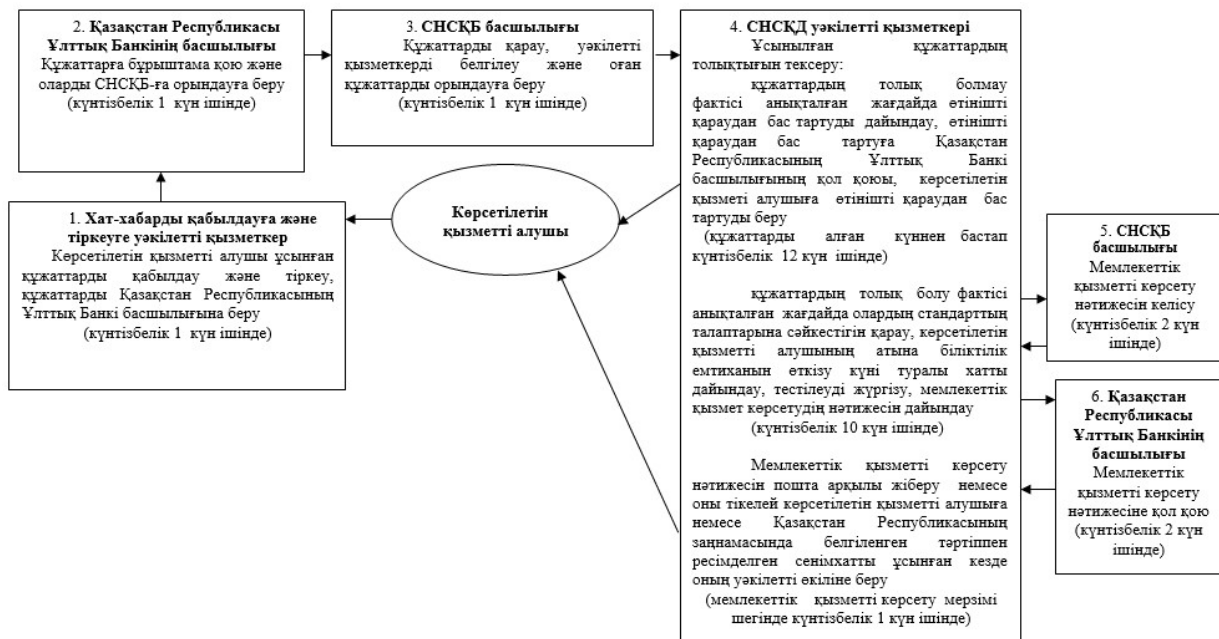 2. Қазақстан Республикасы
Ұлттық Банкінің басшылығы
Құжаттарға бұрыштама қою және
оларды СНСҚБ-ға орындауға беру
(күнтізбелік 1 күн ішінде)
3. СНСҚБ басшылығы
Құжаттарды қарау, уәкілетті
қызметкерді белгілеу және оған
құжаттарды орындауға беру
(күнтізбелік 1 күн ішінде)
4. СНСҚД уәкілетті қызметкері
Ұсынылған құжаттардың
толықтығын тексеру:
құжаттардың толық болмау
фактісі анықталған жағдайда өтінішті
қараудан бас тартуды дайындау, өтінішті
қараудан бас тартуға Қазақстан
Республикасының Ұлттық Банкі
басшылығының қол қоюы, көрсетілетін
қызметі алушыға өтінішті қараудан бас
тартуды беру
(құжаттарды алған күннен бастап
күнтізбелік 12 күн ішінде)
құжаттардың толық болу фактісі
анықталған жағдайда олардың стандарттың
талаптарына сәйкестігін қарау, көрсетілетін
қызметті алушының атына біліктілік
емтиханын өткізу күні туралы хатты
дайындау, тестілеуді жүргізу, мемлекеттік
қызмет көрсетудің нәтижесін дайындау
(күнтізбелік 10 күн ішінде)
Мемлекеттік қызметті көрсету
нәтижесін пошта арқылы жіберу немесе
оны тікелей көрсетілетін қызметті алушыға
немесе Қазақстан Республикасының
заңнамасында белгіленген тәртіппен
ресімделген сенімхатты ұсынған кезде
оның уәкілетті өкіліне беру
(мемлекеттік қызметті көрсету мерзімі
шегінде күнтізбелік 1 күн ішінде)
Көрсетілетін
қызметті алушы
1. Хат-хабарды қабылдауға және
тіркеуге уәкілетті қызметкер
Көрсетілетін қызметті алушы ұсынған
құжаттарды қабылдау және тіркеу,
құжаттарды Қазақстан Республикасының
Ұлттық Банкі басшылығына беру
(күнтізбелік 1 күн ішінде)
5. СНСҚБ
басшылығы
Мемлекеттік
қызметті көрсету
нәтижесін келісу
(күнтізбелік 2 күн
ішінде)
6. Қазақстан
Республикасы
Ұлттық Банкінің
басшылығы
Мемлекеттік
қызметті көрсету
нәтижесіне қол қою
(күнтізбелік 2 күн
ішінде)